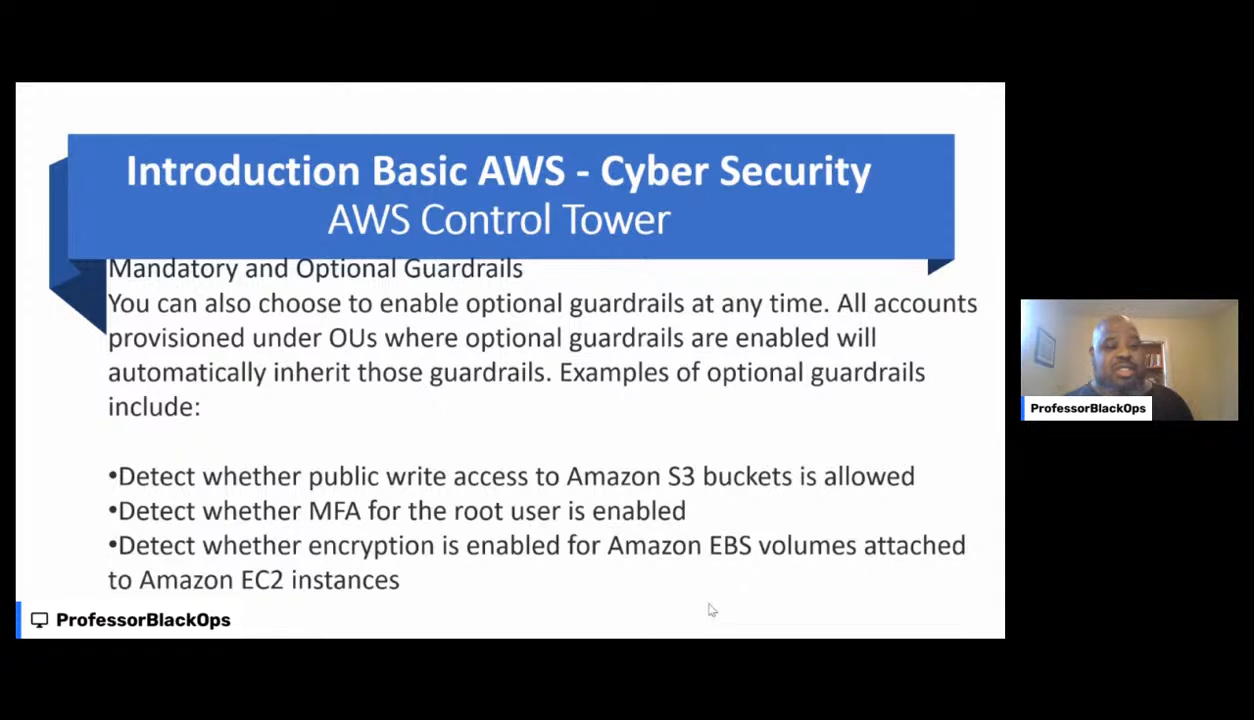 Introduction Basic AWS - Cyber Security
AWS Control Tower
Mandatory and Optional Guardrails
You can also choose to enable optional guardrails at any time. All accounts
provisioned under OUs where optional guardrails are enabled will
automatically inherit those guardrails. Examples of optional guardrails
include:
•Detect whether public write access to Amazon S3 buckets is allowed
•Detect whether MFA for the root user is enabled
•Detect whether encryption is enabled for Amazon EBS volumes attached
to Amazon EC2 instances
ProfessorBlackOps
ProfessorBlackOps